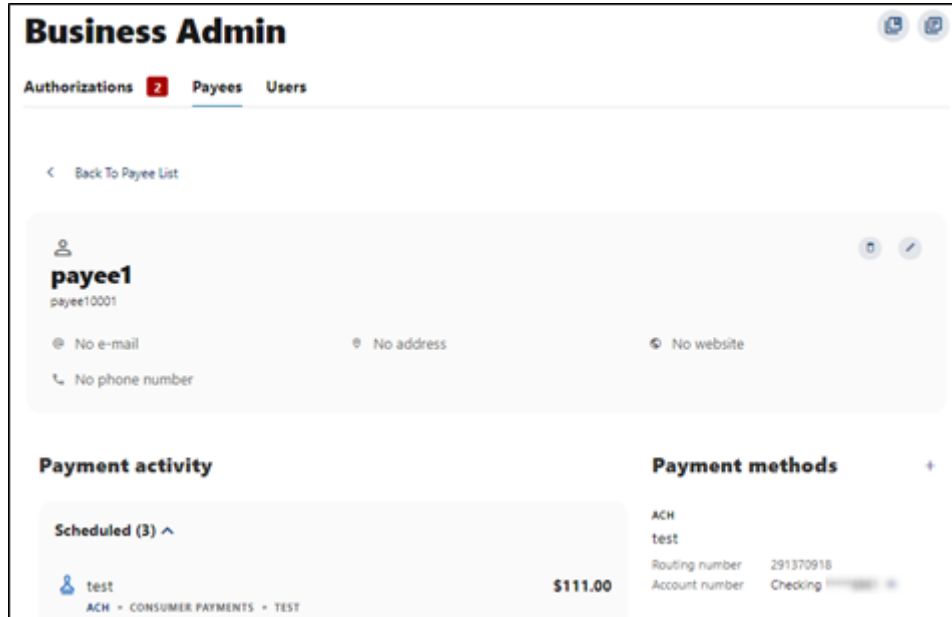 Business Admin
Authorizations 2 Payees Users
Back To Payee List
payee1
payee10001
No e-mail No address No website
No phone number
Payment activity
Payment methods +
Scheduled (3)
ACH
test
Routing number 291370918
Account number Checking
test $111.00
ACH • CONSUMER PAYMENTS • TEST